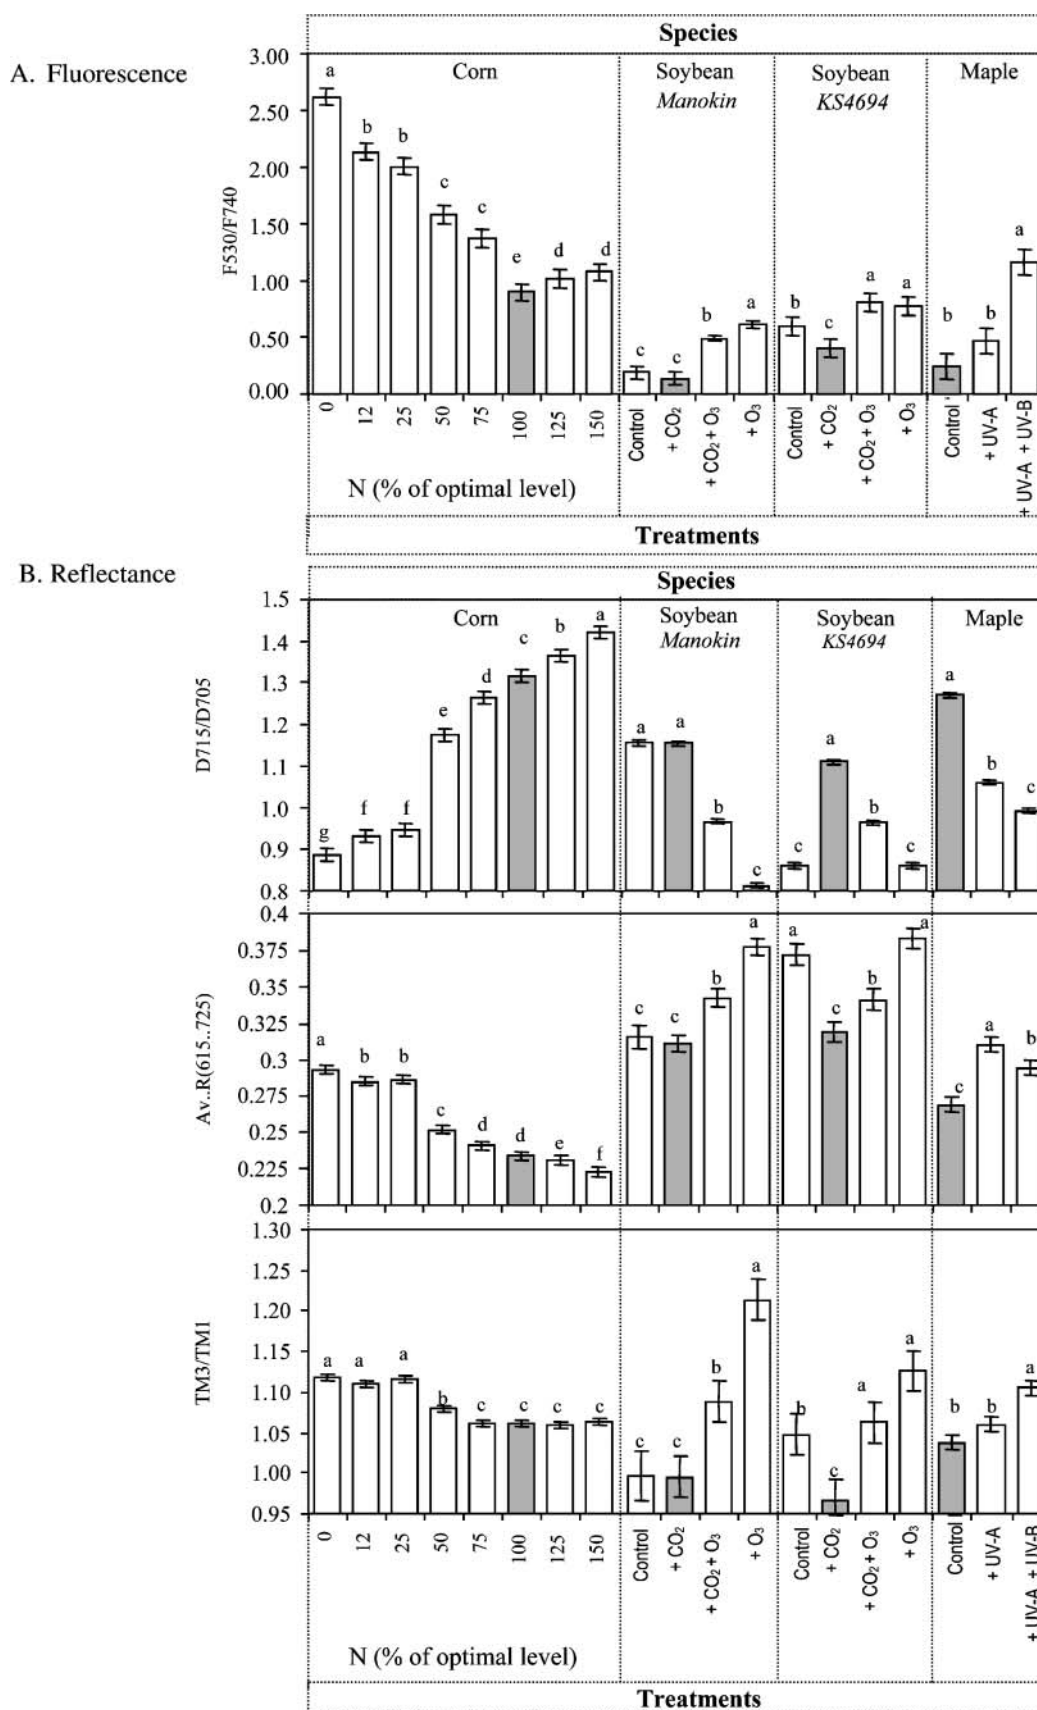 Species
A. Fluorescence
Corn Soybean Soybean Maple
Manokin KS4694
F530/F740
3.00
2.50
2.00
1.50
1.00
0.50
0.00
a b b c c e d d
c c b a
b c a a
b b a
0 12 25 50 75 100 125 150
Control + CO₂ + CO₂ + O₃ + O₃
Control + CO₂ + CO₂ + O₃ + O₃
Control + UV-A + UV-A + UV-B
N (% of optimal level)
Treatments
B. Reflectance
Species
Corn Soybean Soybean Maple
Manokin KS4694
D715/D705
1.5
1.4
1.3
1.2
1.1
1.0
0.9
0.8
g f f e d c b a
a a b c
c a b c
a b c
Av..R(615..725)
0.4
0.375
0.35
0.325
0.3
0.275
0.25
0.225
0.2
a b b c d d e f
c c b a
a c b a
c a b
TM3/TM1
1.30
1.25
1.20
1.15
1.10
1.05
1.00
0.95
a a a b c c c c
c c b a
b c a a
b b a
0 12 25 50 75 100 125 150
Control + CO₂ + CO₂ + O₃ + O₃
Control + CO₂ + CO₂ + O₃ + O₃
Control + UV-A + UV-A + UV-B
N (% of optimal level)
Treatments